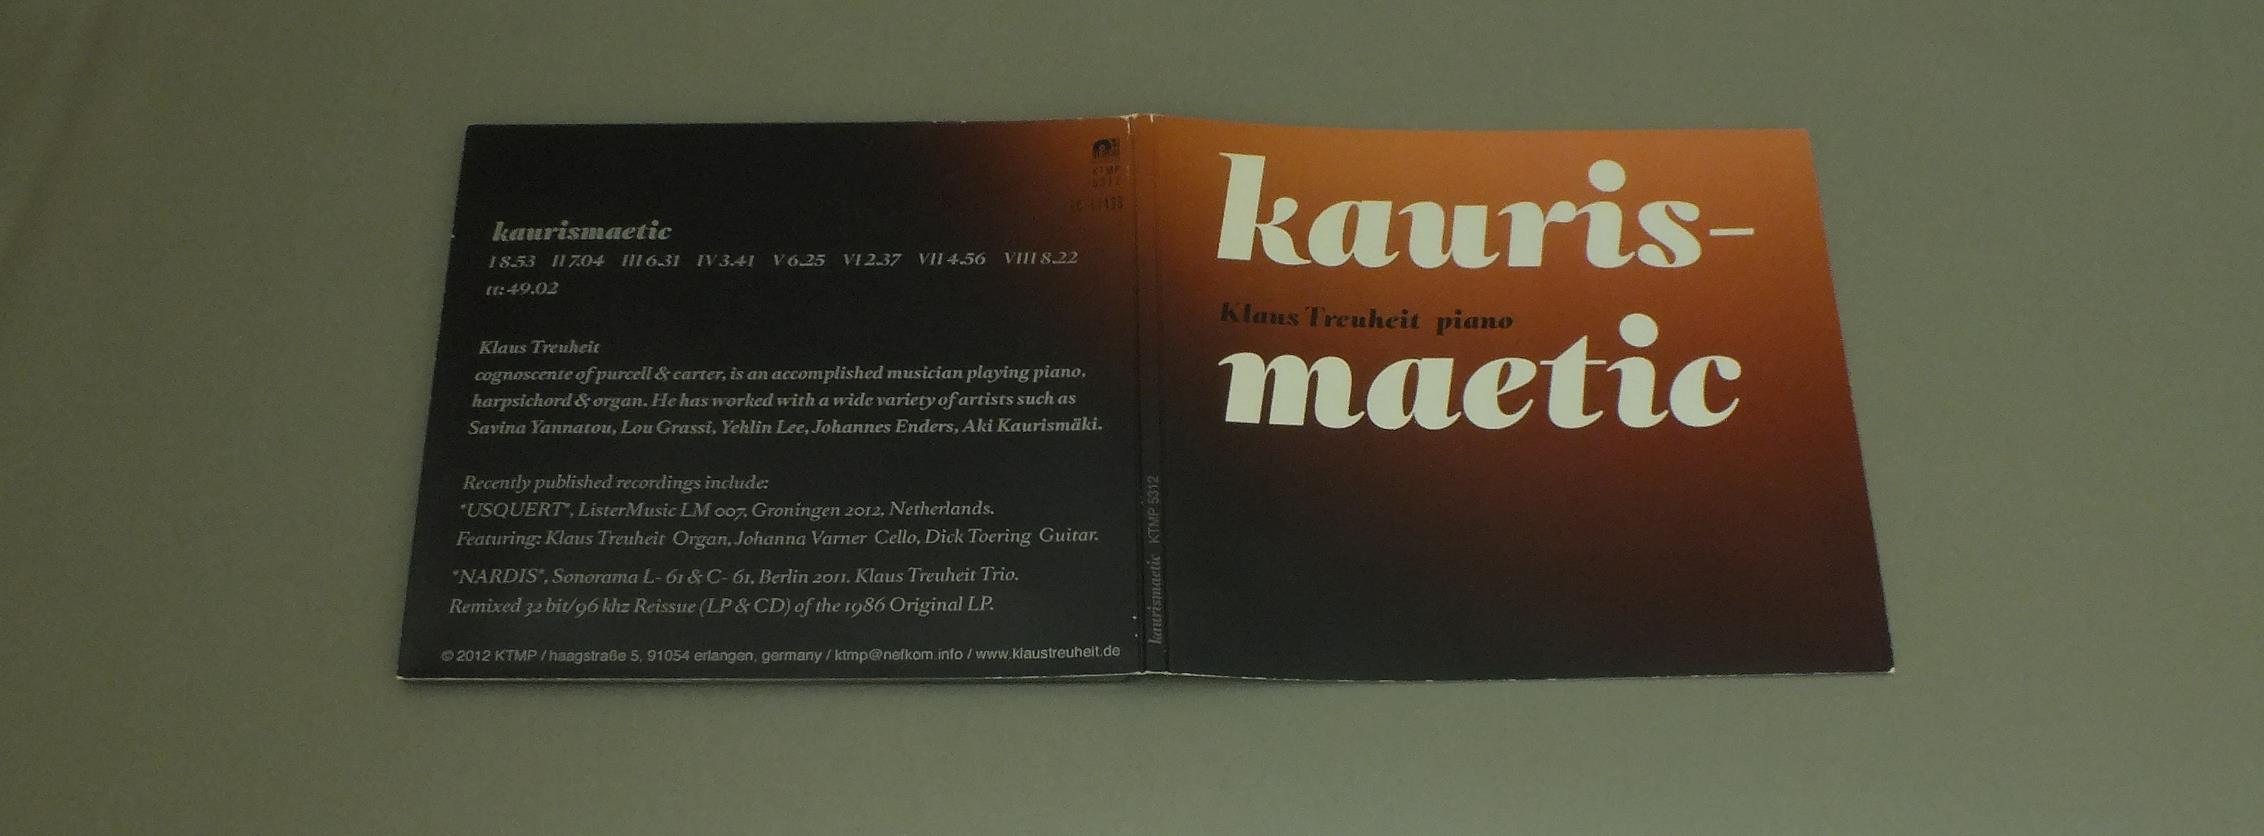 kaurismaetic
I 8.53 II 7.04 III 6.31 IV 3.41 V 6.25 VI 2.37 VII 4.56 VIII 8.22
tt: 49.02
Klaus Treuheit
cognoscente of purcell & carter, is an accomplished musician playing piano,
harpsichord & organ. He has worked with a wide variety of artists such as
Savina Yannatou, Lou Grassi, Yehlin Lee, Johannes Enders, Aki Kaurismäki.
Recently published recordings include:
"USQUERT", ListerMusic LM 007, Groningen 2012, Netherlands.
Featuring: Klaus Treuheit Organ, Johanna Varner Cello, Dick Toering Guitar.
"NARDIS", Sonorama L- 61 & C- 61, Berlin 2011. Klaus Treuheit Trio.
Remixed 32 bit/96 khz Reissue (LP & CD) of the 1986 Original LP.
© 2012 KTMP / haagstraße 5, 91054 erlangen, germany / ktmp@nefkom.info / www.klaustreuheit.de
KTMP
5312
kaurismaetic KTMP 5312
kauris-
Klaus Treuheit piano
maetic